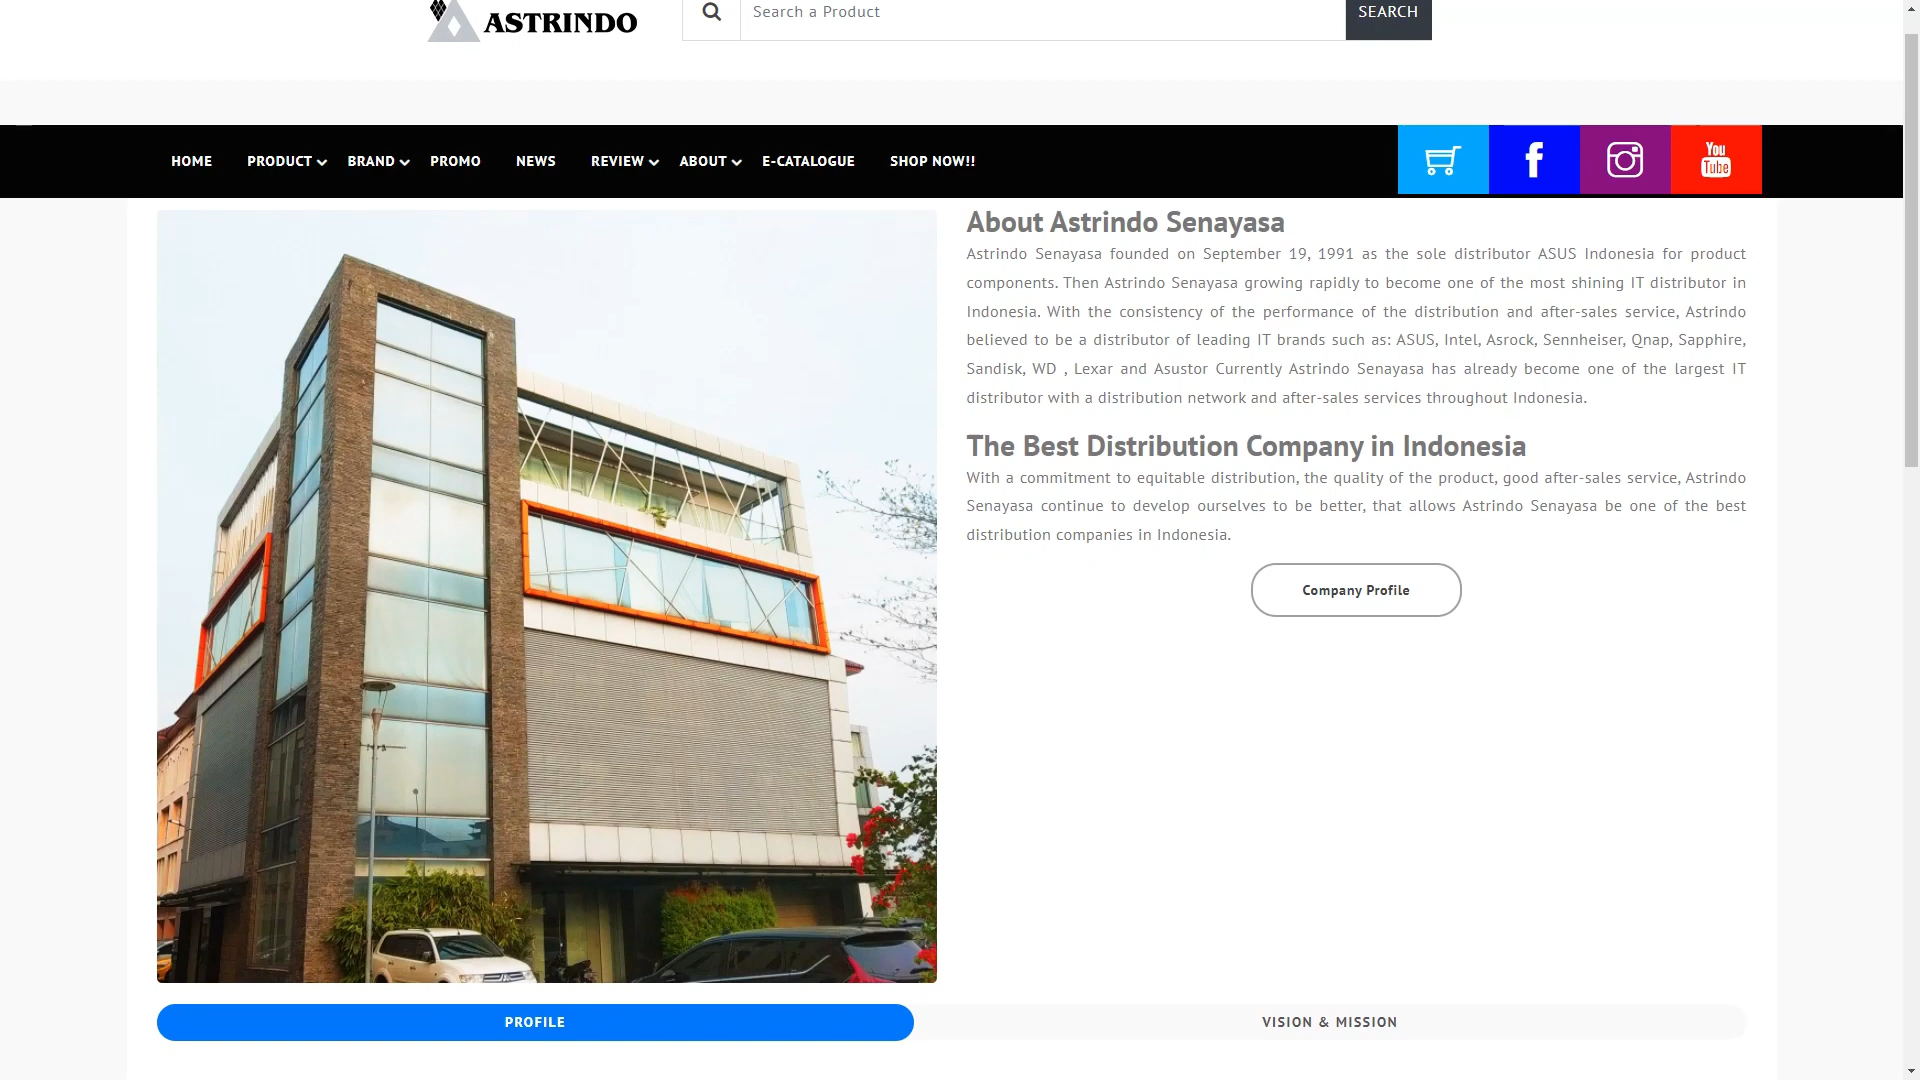 ASTRINDO
Search a Product
SEARCH
HOME PRODUCT BRAND PROMO NEWS REVIEW ABOUT E-CATALOGUE SHOP NOW!!
You
Tube
About Astrindo Senayasa
Astrindo Senayasa founded on September 19, 1991 as the sole distributor ASUS Indonesia for product
components. Then Astrindo Senayasa growing rapidly to become one of the most shining IT distributor in
Indonesia. With the consistency of the performance of the distribution and after-sales service, Astrindo
believed to be a distributor of leading IT brands such as: ASUS, Intel, Asrock, Sennheiser, Qnap, Sapphire,
Sandisk, WD , Lexar and Asustor Currently Astrindo Senayasa has already become one of the largest IT
distributor with a distribution network and after-sales services throughout Indonesia.
The Best Distribution Company in Indonesia
With a commitment to equitable distribution, the quality of the product, good after-sales service, Astrindo
Senayasa continue to develop ourselves to be better, that allows Astrindo Senayasa be one of the best
distribution companies in Indonesia.
Company Profile
PROFILE
VISION & MISSION